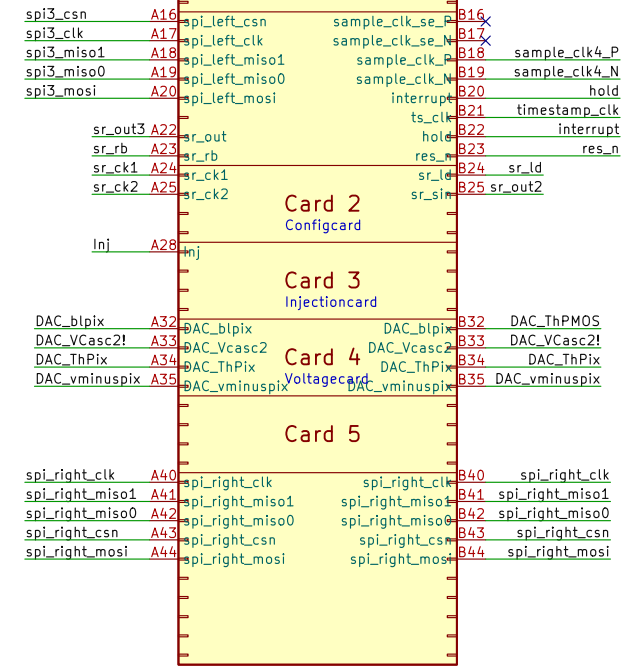 spi3_csn A16 spi_left_csn sample_clk_se_P B16
spi3_clk A17 spi_left_clk sample_clk_se_N B17
spi3_miso1 A18 spi_left_miso1 sample_clk_P B18 sample_clk4_P
spi3_miso0 A19 spi_left_miso0 sample_clk_N B19 sample_clk4_N
spi3_mosi A20 spi_left_mosi interrupt B20 hold
ts_clk B21 timestamp_clk
sr_out3 A22 sr_out hold B22 interrupt
sr_rb A23 sr_rb res_n B23 res_n
sr_ck1 A24 sr_ck1 sr_ld B24 sr_ld
sr_ck2 A25 sr_ck2 sr_sin B25 sr_out2
Card 2
Configcard
Inj A28 Inj
Card 3
Injectioncard
DAC_blpix A32 DAC_blpix DAC_blpix B32 DAC_ThPMOS
DAC_VCasc2! A33 DAC_Vcasc2 DAC_Vcasc2 B33 DAC_VCasc2!
Card 4
DAC_ThPix A34 DAC_ThPix DAC_ThPix B34 DAC_ThPix
Voltagecard
DAC_vminuspix A35 DAC_vminuspix DAC_vminuspix B35 DAC_vminuspix
Card 5
spi_right_clk A40 spi_right_clk spi_right_clk B40 spi_right_clk
spi_right_miso1 A41 spi_right_miso1 spi_right_miso1 B41 spi_right_miso1
spi_right_miso0 A42 spi_right_miso0 spi_right_miso0 B42 spi_right_miso0
spi_right_csn A43 spi_right_csn spi_right_csn B43 spi_right_csn
spi_right_mosi A44 spi_right_mosi spi_right_mosi B44 spi_right_mosi